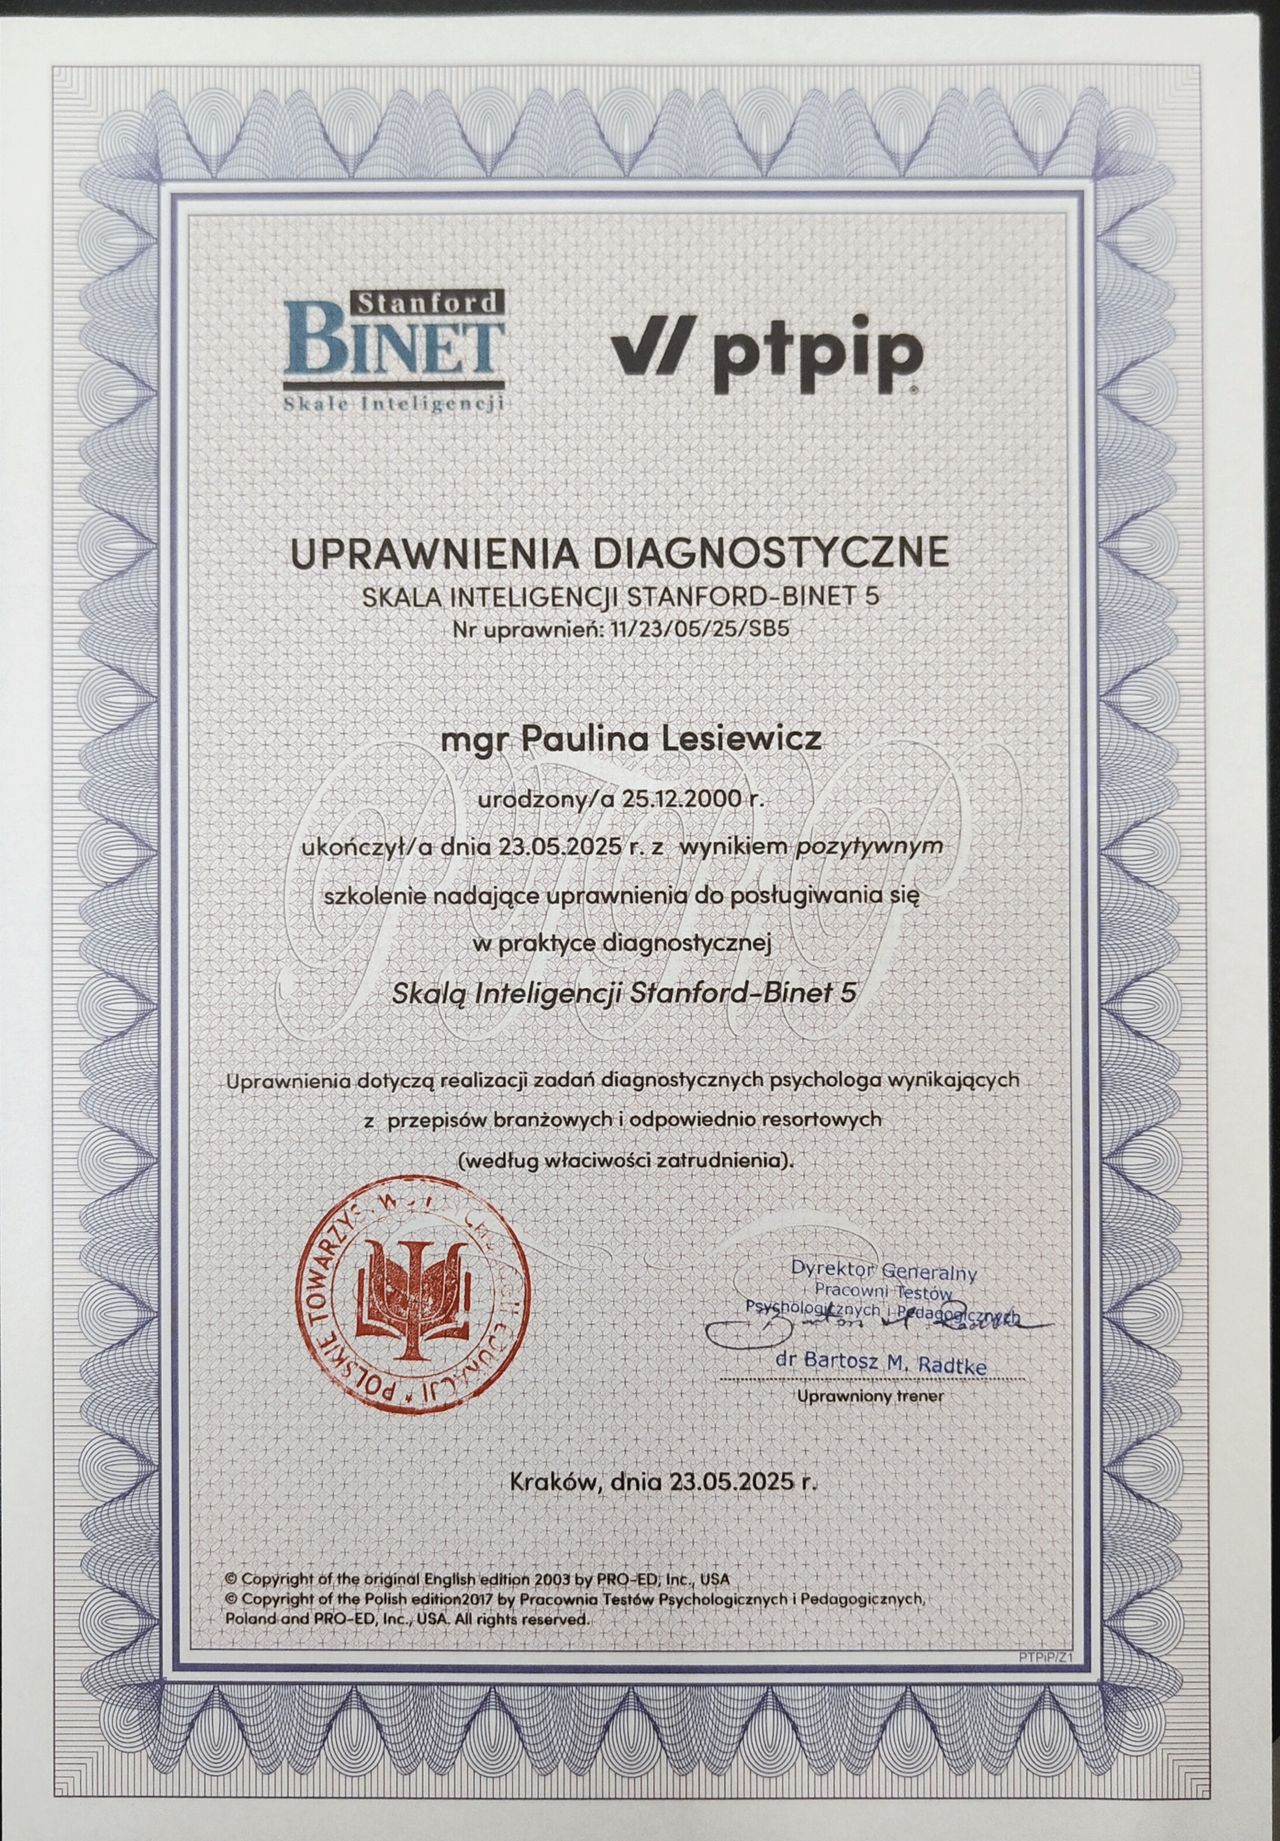 Stanford
BINET
Skale Inteligencji
ptpip
UPRAWNIENIA DIAGNOSTYCZNE
SKALA INTELIGENCJI STANFORD-BINET 5
Nr uprawnień: 11/23/05/25/SB5
mgr Paulina Lesiewicz
urodzony/a 25.12.2000 r.
ukończył/a dnia 23.05.2025 r. z wynikiem pozytywnym
szkolenie nadające uprawnienia do posługiwania się
w praktyce diagnostycznej
Skalą Inteligencji Stanford-Binet 5
Uprawnienia dotyczą realizacji zadań diagnostycznych psychologa wynikających
z przepisów branżowych i odpowiednio resortowych
(według właciwości zatrudnienia).
POLSKIE EDUKACJI *
Dyrektor Generalny
Pracowni Testów
Psychologicznych i Pedagogicznych
dr Bartosz M. Radtke
Uprawniony trener
Kraków, dnia 23.05.2025 r.
© Copyright of the original English edition 2003 by PRO-ED, Inc., USA
© Copyright of the Polish edition2017 by Pracownia Testów Psychologicznych i Pedagogicznych,
Poland and PRO-ED, Inc., USA. All rights reserved.
PTPiP/Z1